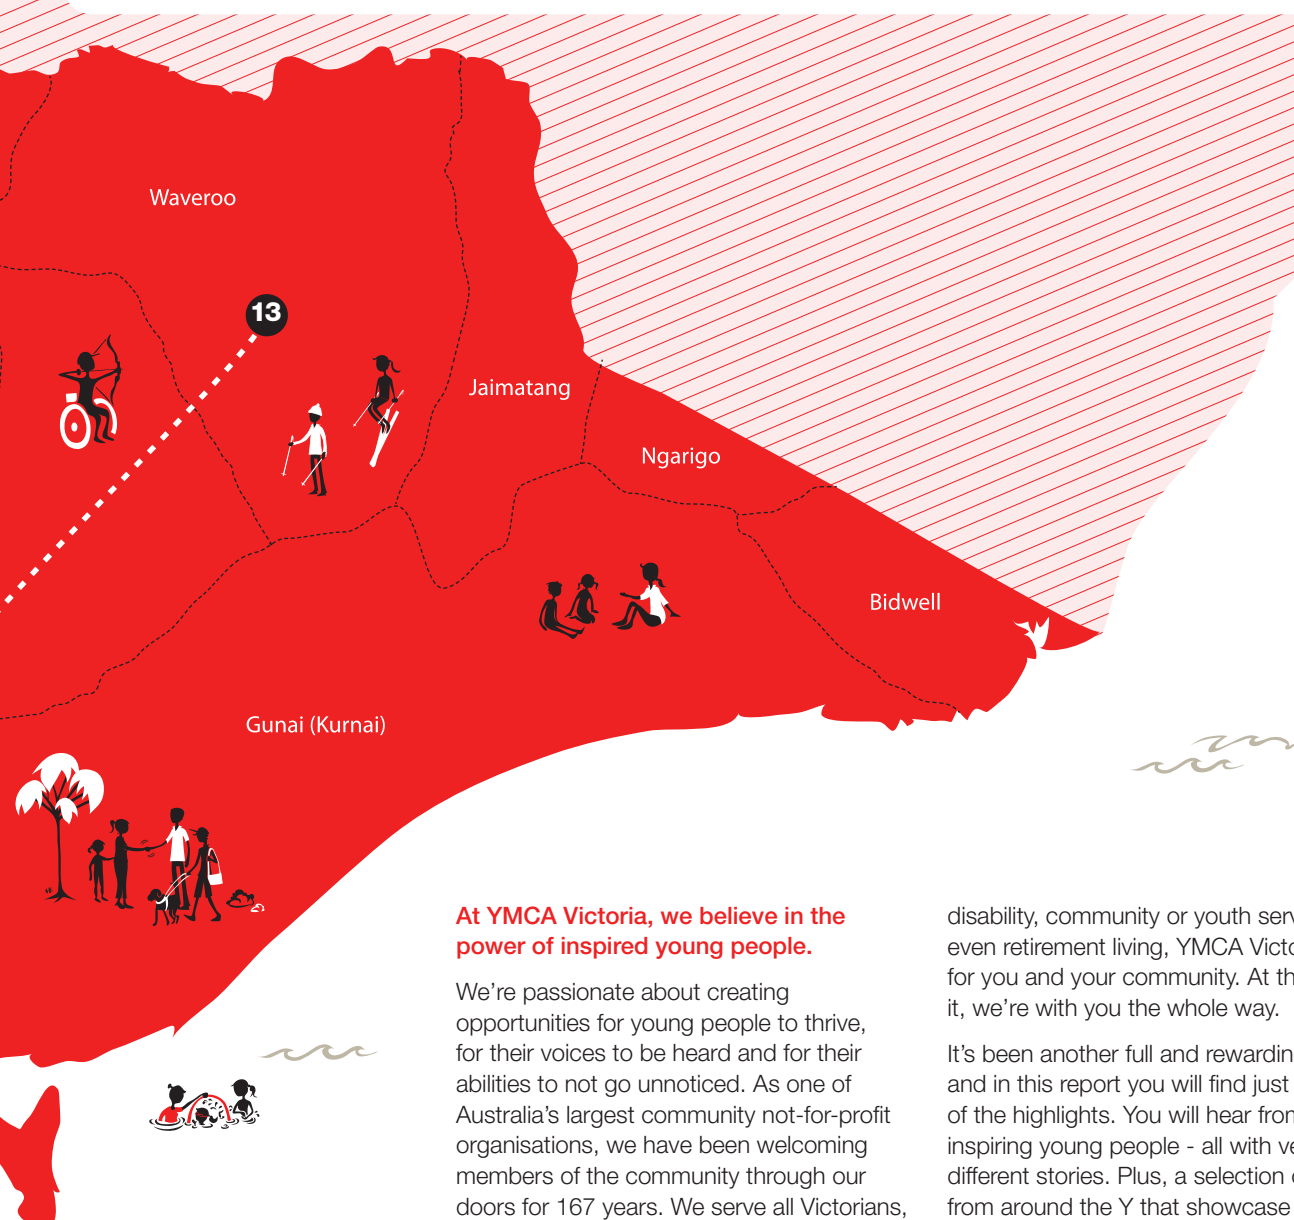 Waveroo
13
Jaimatang
Ngarigo
Bidwell
Gunai (Kurnai)
At YMCA Victoria, we believe in the
power of inspired young people.
We're passionate about creating
opportunities for young people to thrive,
for their voices to be heard and for their
abilities to not go unnoticed. As one of
Australia's largest community not-for-profit
organisations, we have been welcoming
members of the community through our
doors for 167 years. We serve all Victorians,
disability, community or youth
even retirement living, YMCA
for you and your community. At
it, we're with you the whole way.
It's been another full and
and in this report you will find just
of the highlights. You will hear
inspiring young people - all with
different stories. Plus, a selection
from around the Y that showcase